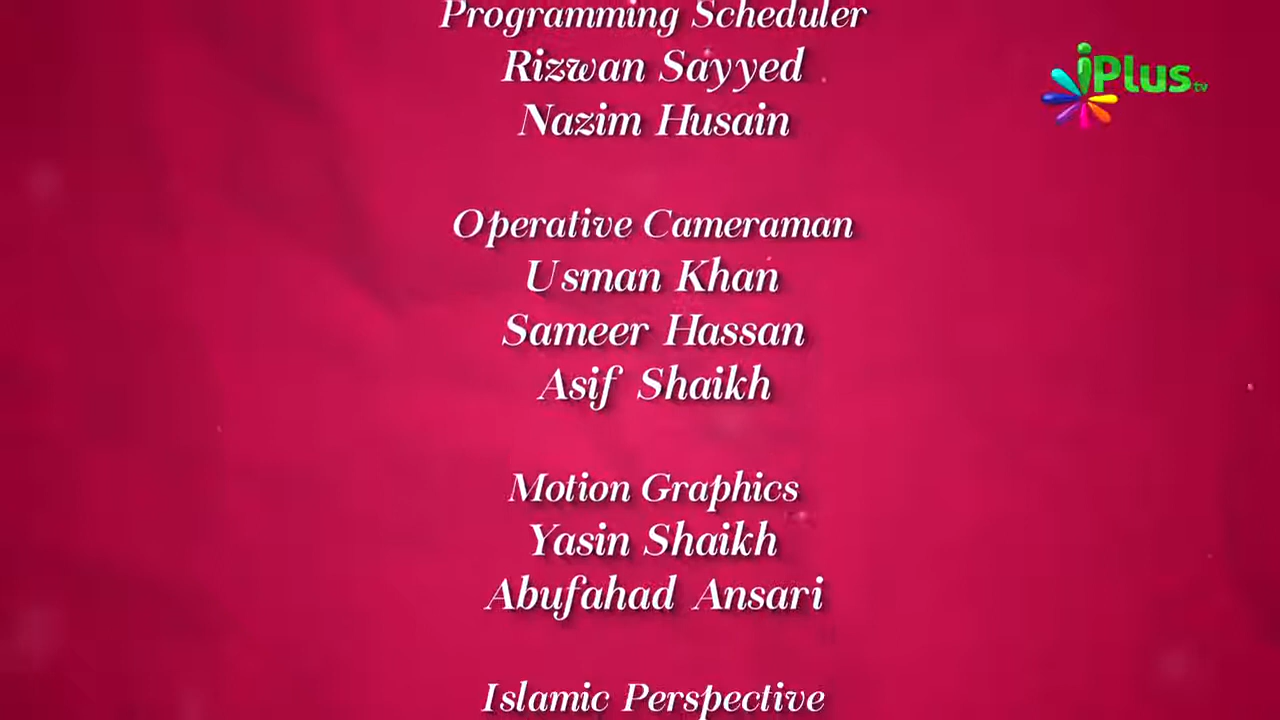 Programming Scheduler
Rizwan Sayyed
Nazim Husain
iPlus tv
Operative Cameraman
Usman Khan
Sameer Hassan
Asif Shaikh
Motion Graphics
Yasin Shaikh
Abufahad Ansari
Islamic Perspective